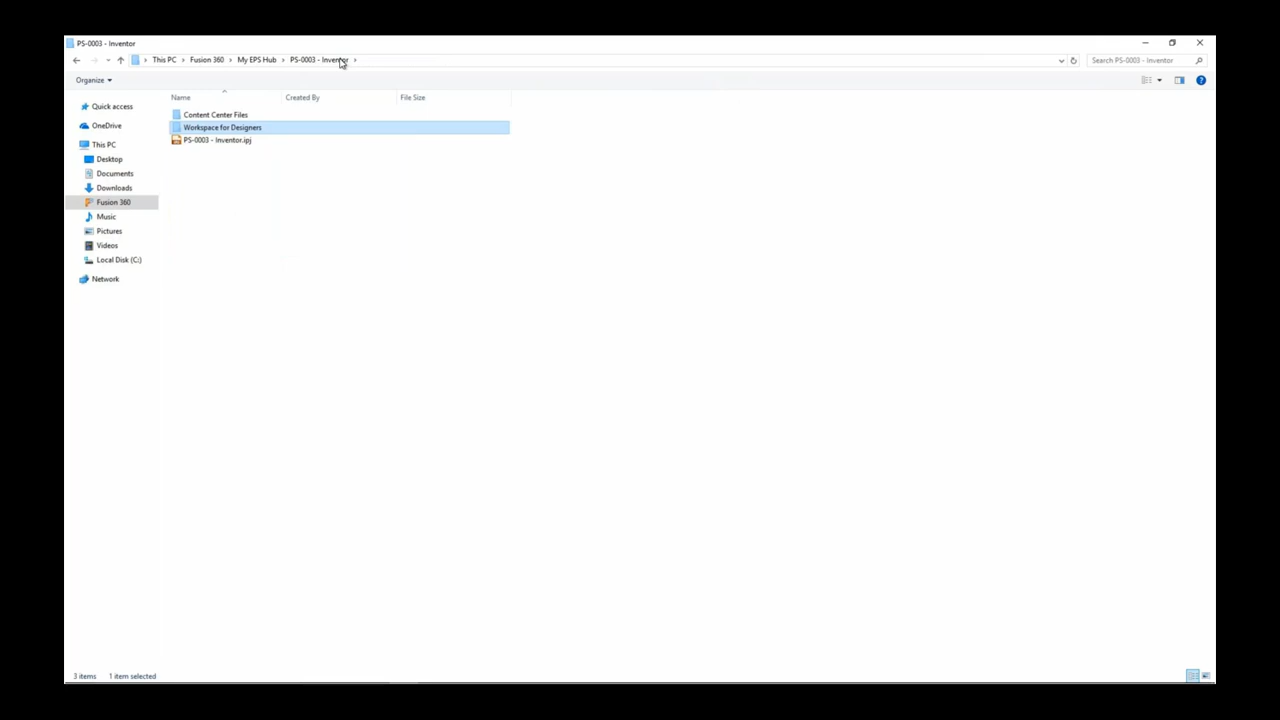 PS-0003 - Inventor
This PC > Fusion 360 > My EPS Hub > PS-0003 - Inventor >
Search PS-0003 - Inventor
Organize
Name Created By File Size
Content Center Files
Workspace for Designers
PS-0003 - Inventor.ipj
Quick access
OneDrive
This PC
Desktop
Documents
Downloads
Fusion 360
Music
Pictures
Videos
Local Disk (C:)
Network
3 items 1 item selected